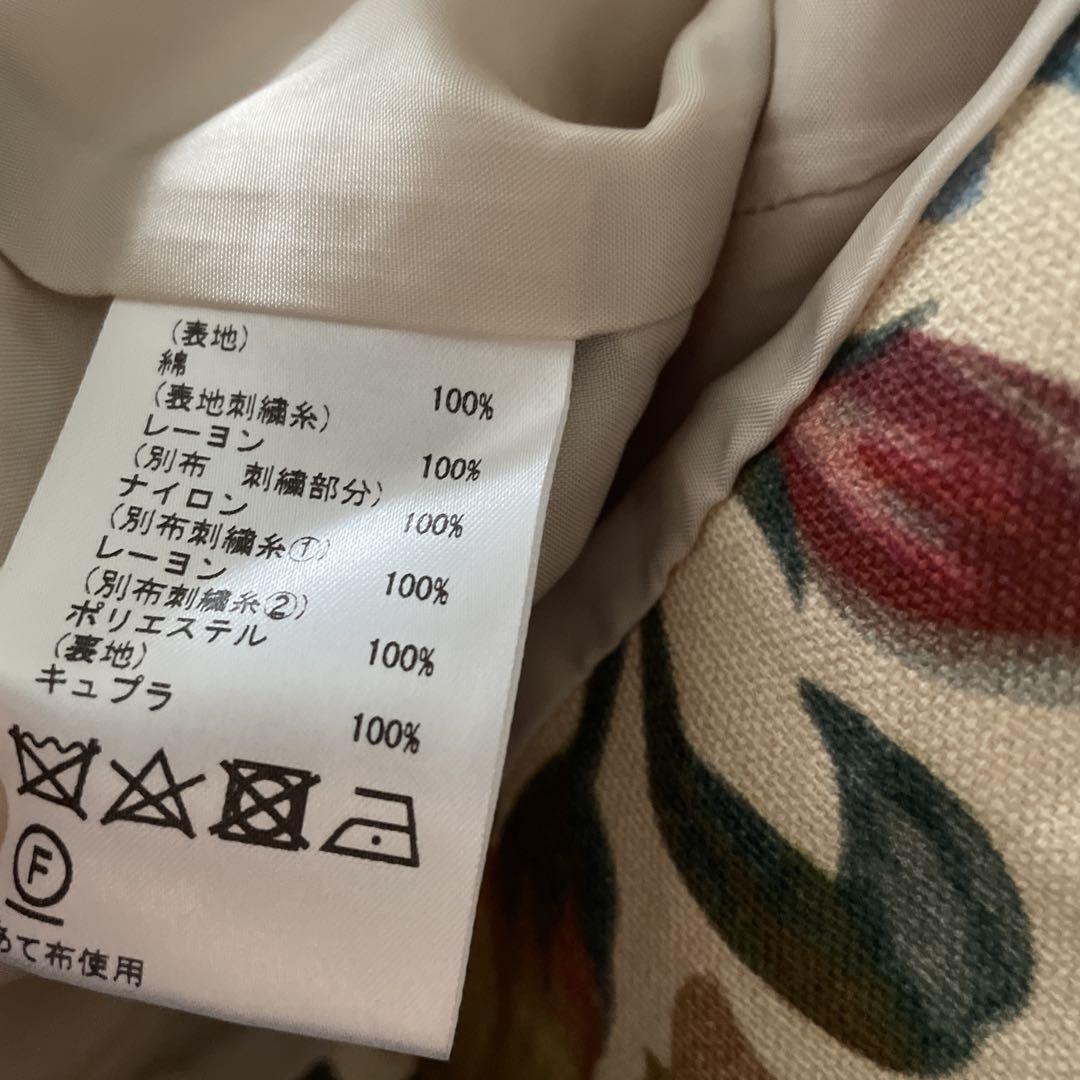 (表地)
綿 100%
(表地刺繍糸)
レーヨン 100%
(別布 刺繍部分)
ナイロン 100%
(別布刺繍糸①)
レーヨン 100%
(別布刺繍糸②)
ポリエステル 100%
(裏地)
キュプラ 100%
F
あて布使用